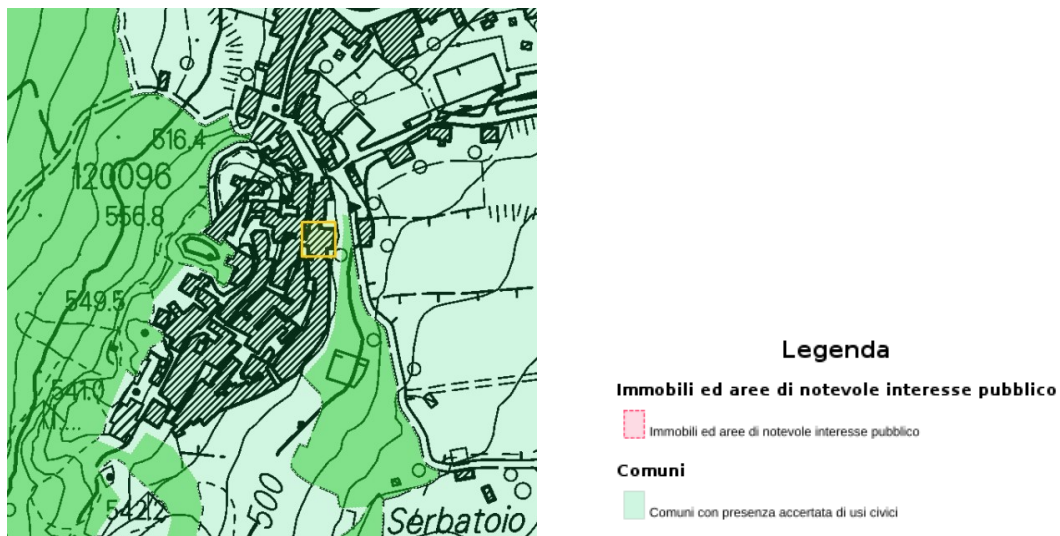 516.4
120096
556.8
549.5
541.0
542.2
500
Serbatoio
Legenda
Immobili ed aree di notevole interesse pubblico
Immobili ed aree di notevole interesse pubblico
Comuni
Comuni con presenza accertata di usi civici